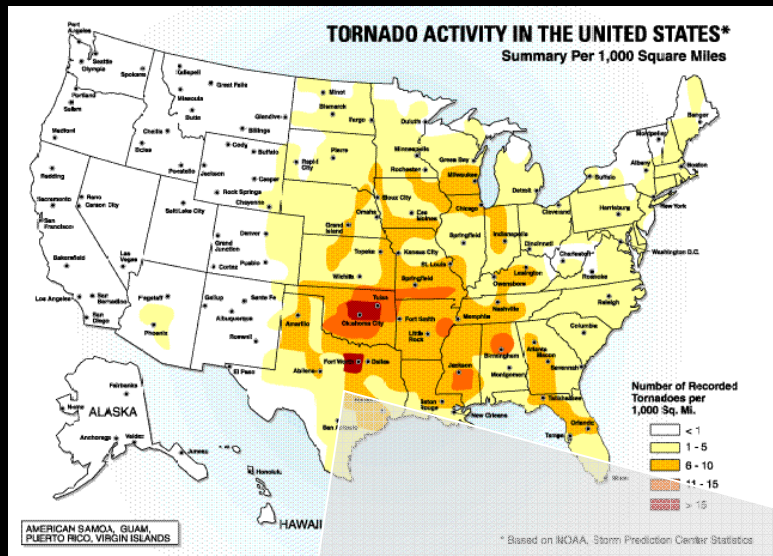 TORNADO ACTIVITY IN THE UNITED STATES*
Summary Per 1,000 Square Miles
Port Angeles
Seattle
Olympia
Spokane
Portland
Salem
Medford
Kalispell
Great Falls
Missoula
Butte
Glendive
Billings
Challis
Boise
Pocatello
Cody
Buffalo
Jackson
Casper
Rock Springs
Cheyenne
Minot
Bismarck
Fargo
Rapid City
Pierre
Duluth
Minneapolis
Rochester
Green Bay
Milwaukee
Chicago
Detroit
Sioux City
Des Moines
Omaha
Grand Island
Topeka
Wichita
Kansas City
St. Louis
Springfield
Springfield
Indianapolis
Cincinnati
Cleveland
Buffalo
Albany
Montpelier
Bangor
Boston
New York
Harrisburg
Washington D.C.
Charleston
Roanoke
Raleigh
Lexington
Owensboro
Nashville
Memphis
Columbia
Atlanta
Macon
Savannah
Birmingham
Montgomery
Tallahassee
Orlando
Tampa
Jackson
New Orleans
Baton Rouge
Little Rock
Fort Smith
Tulsa
Oklahoma City
Amarillo
Fort Worth
Dallas
Abilene
El Paso
Redding
Reno
Carson City
Sacramento
San Francisco
Bakersfield
Las Vegas
Los Angeles
San Bernardino
San Diego
Salt Lake City
Grand Junction
Denver
Pueblo
Cortez
Flagstaff
Phoenix
Gallup
Santa Fe
Albuquerque
Roswell
ALASKA
Fairbanks
Nome
Anchorage
Valdez
Juneau
Honolulu
HAWAII
AMERICAN SAMOA, GUAM,
PUERTO RICO, VIRGIN ISLANDS
Number of Recorded
Tornadoes per
1,000 Sq. Mi.
< 1
1 - 5
6 - 10
11 - 15
> 15
* Based on NOAA, Storm Prediction Center Statistics